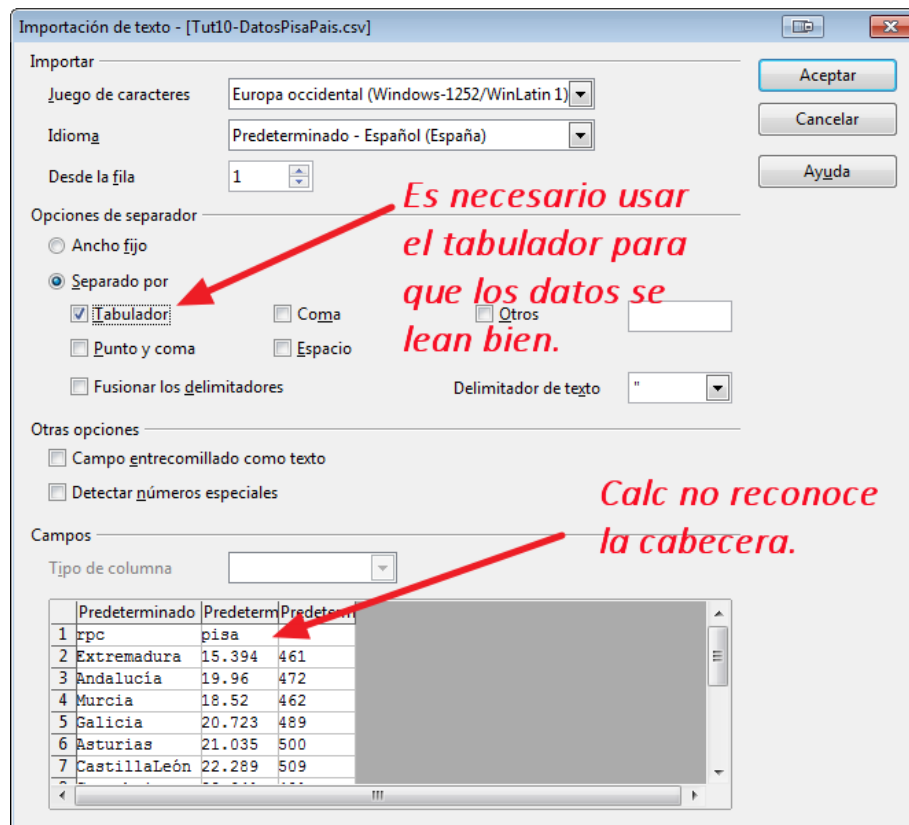 Importación de texto - [Tut10-DatosPisaPais.csv]
Importar
Aceptar
Juego de caracteres Europa occidental (Windows-1252/WinLatin 1)
Cancelar
Idioma Predeterminado - Español (España)
Desde la fila 1
Ayuda
Es necesario usar
el tabulador para
que los datos se
lean bien.
Opciones de separador
Ancho fijo
Separado por
Tabulador Coma Otros
Punto y coma Espacio
Fusionar los delimitadores Delimitador de texto "
Otras opciones
Campo entrecomillado como texto
Detectar números especiales
Calc no reconoce
la cabecera.
Campos
Tipo de columna
Predeterminado Predeterm Predeterm
1 rpc pisa
2 Extremadura 15.394 461
3 Andalucía 19.96 472
4 Murcia 18.52 462
5 Galicia 20.723 489
6 Asturias 21.035 500
7 CastillaLeón 22.289 509